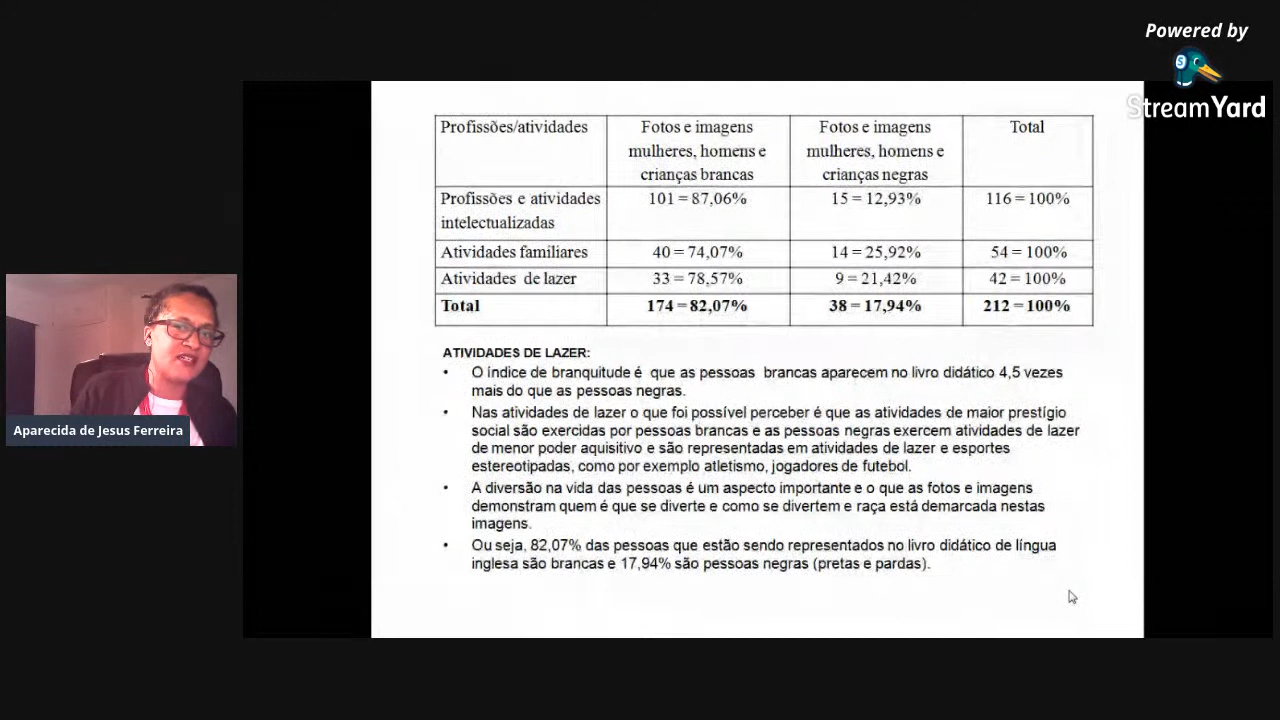 Powered by
StreamYard
Profissões/atividades
Fotos e imagens
mulheres, homens e
crianças brancas
Fotos e imagens
mulheres, homens e
crianças negras
Total
Profissões e atividades
intelectualizadas
101 = 87,06%
15 = 12,93%
116 = 100%
Atividades familiares
40 = 74,07%
14 = 25,92%
54 = 100%
Atividades de lazer
33 = 78,57%
9 = 21,42%
42 = 100%
Total
174 = 82,07%
38 = 17,94%
212 = 100%
ATIVIDADES DE LAZER:
• O índice de branquitude é que as pessoas brancas aparecem no livro didático 4,5 vezes
mais do que as pessoas negras.
• Nas atividades de lazer o que foi possível perceber é que as atividades de maior prestígio
social são exercidas por pessoas brancas e as pessoas negras exercem atividades de lazer
de menor poder aquisitivo e são representadas em atividades de lazer e esportes
estereotipadas, como por exemplo atletismo, jogadores de futebol.
• A diversão na vida das pessoas é um aspecto importante e o que as fotos e imagens
demonstram quem é que se diverte e como se divertem e raça está demarcada nestas
imagens.
• Ou seja, 82,07% das pessoas que estão sendo representados no livro didático de língua
inglesa são brancas e 17,94% são pessoas negras (pretas e pardas).
Aparecida de Jesus Ferreira